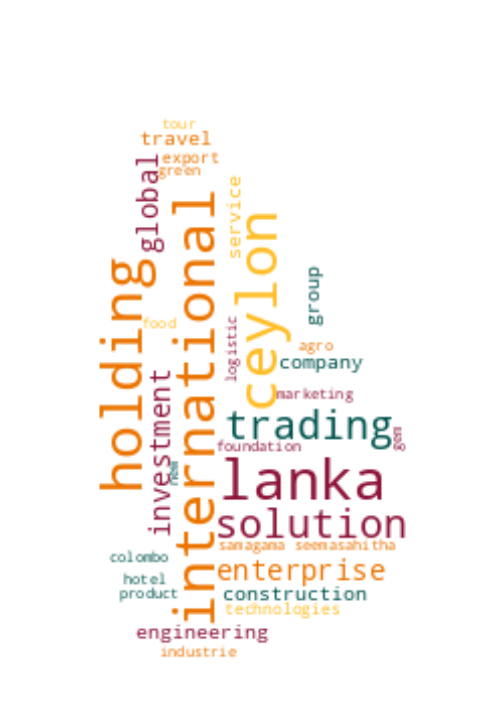 tour
travel
export
green
global
service
international
ceylon
holding
group
food
logistic
agro
company
investment
marketing
trading
gem
foundation
new
lanka
solution
samagama seemasahitha
colombo
enterprise
hotel
product
construction
technologies
engineering
industrie